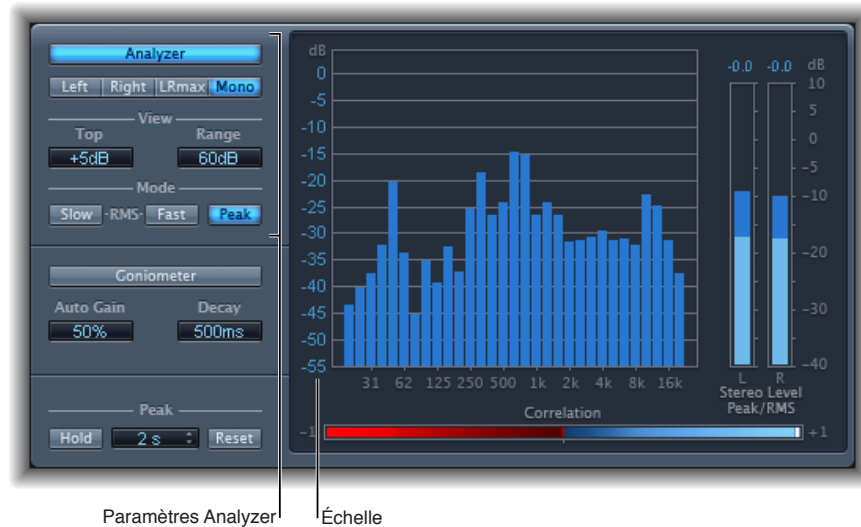 Analyzer
Left Right LRmax Mono
View
Top Range
+5dB 60dB
Mode
Slow -RMS- Fast Peak
Goniometer
Auto Gain Decay
50% 500ms
Peak
Hold 2 s Reset
dB
0
-5
-10
-15
-20
-25
-30
-35
-40
-45
-50
-55
31 62 125 250 500 1k 2k 4k 8k 16k
Correlation
-1 +1
-0.0 -0.0 dB
10
5
0
-5
-10
-20
-30
-40
L R
Stereo Level
Peak/RMS
Paramètres Analyzer
Échelle